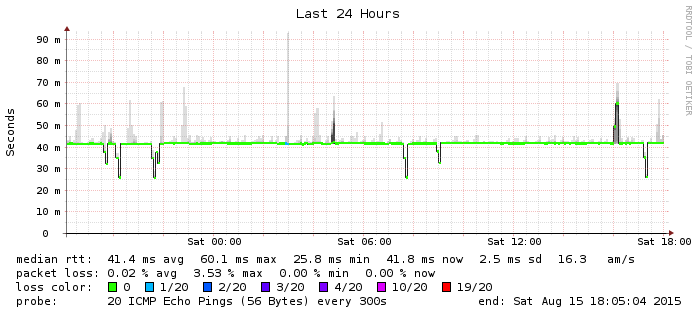 Last 24 Hours
RRDTOOL / TOBI OETIKER
Seconds
90 m
80 m
70 m
60 m
50 m
40 m
30 m
20 m
10 m
0
Sat 00:00 Sat 06:00 Sat 12:00 Sat 18:00
median rtt: 41.4 ms avg 60.1 ms max 25.8 ms min 41.8 ms now 2.5 ms sd 16.3 am/s
packet loss: 0.02 % avg 3.53 % max 0.00 % min 0.00 % now
loss color: 0 1/20 2/20 3/20 4/20 10/20 19/20
probe: 20 ICMP Echo Pings (56 Bytes) every 300s end: Sat Aug 15 18:05:04 2015